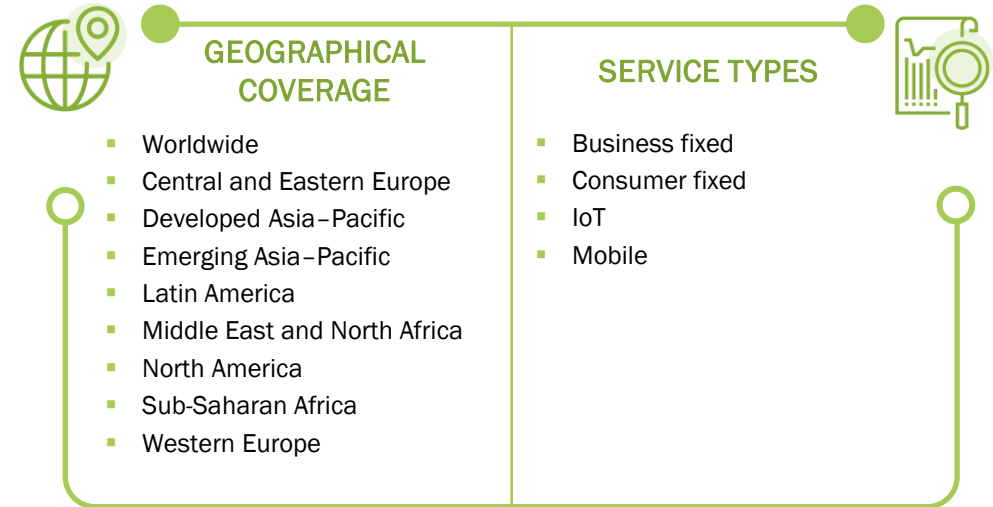 GEOGRAPHICAL
COVERAGE
Worldwide
Central and Eastern Europe
Developed Asia–Pacific
Emerging Asia–Pacific
Latin America
Middle East and North Africa
North America
Sub-Saharan Africa
Western Europe
SERVICE TYPES
Business fixed
Consumer fixed
IoT
Mobile